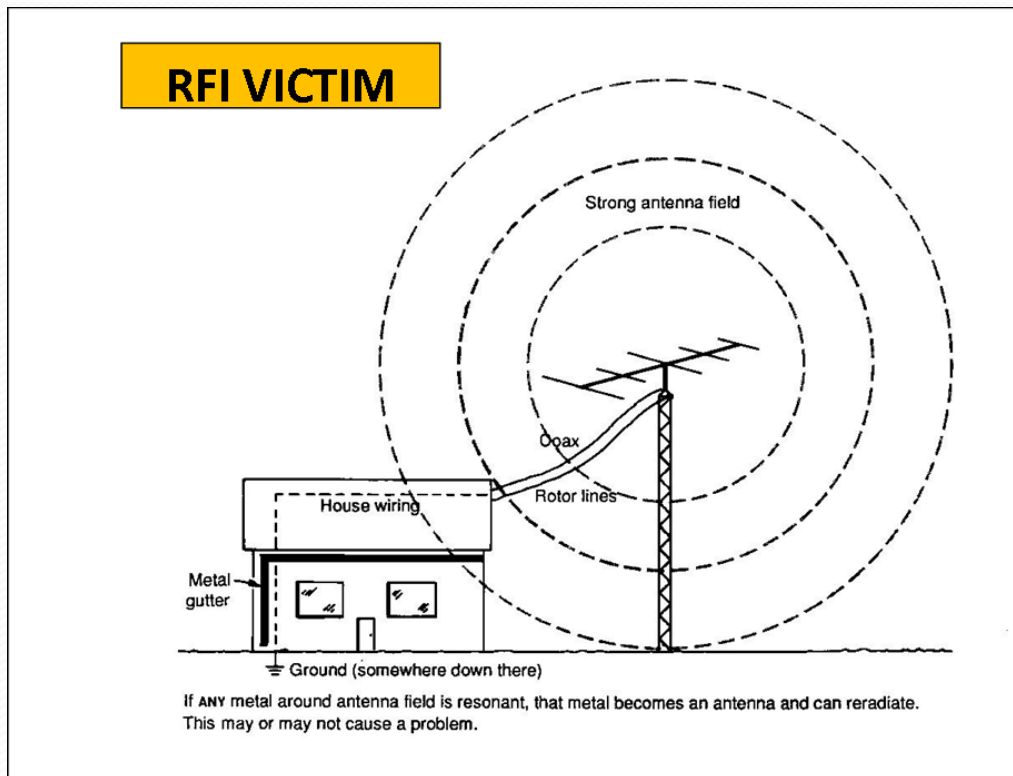 RFI VICTIM
Strong antenna field
Coax
Rotor lines
House wiring
Metal
gutter
Ground (somewhere down there)
If ANY metal around antenna field is resonant, that metal becomes an antenna and can reradiate.
This may or may not cause a problem.